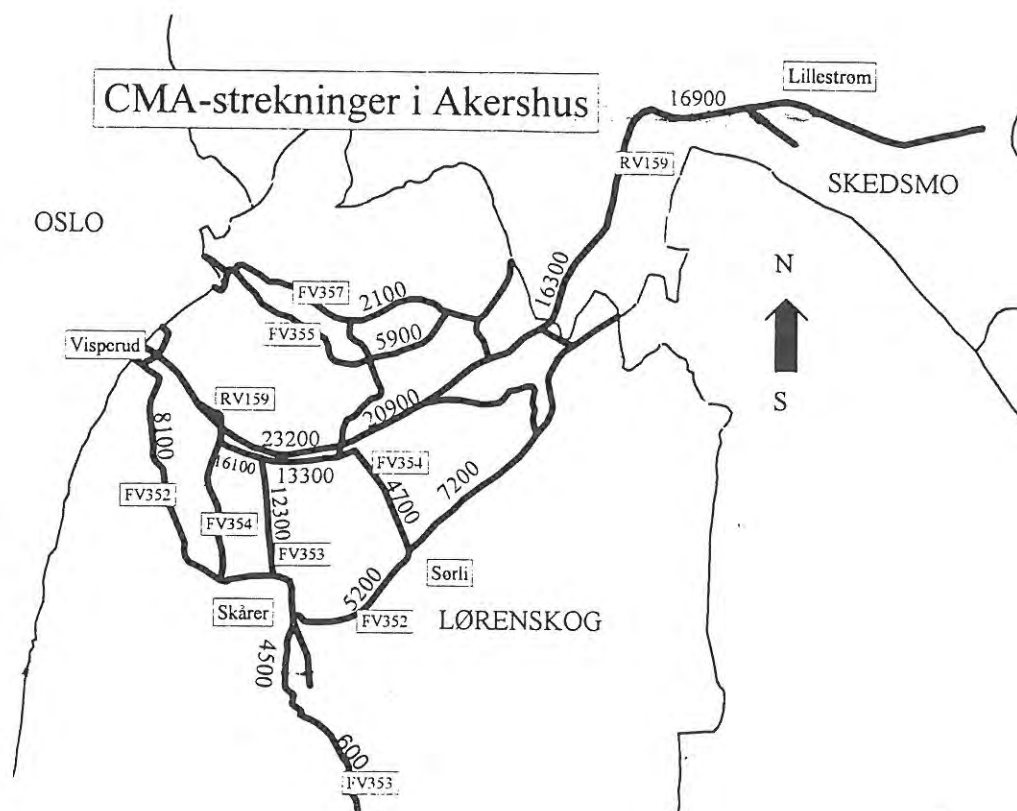 CMA-strekninger i Akershus
Lillestrøm
16900
RV159
SKEDSMO
OSLO
N
S
16300
FV357
2100
FV355
5900
Visperud
RV159
20900
23200
8100
16100
13300
FV354
4700
7200
FV352
12300
FV354
FV353
Sørli
5200
Skårer
FV352
LØRENSKOG
4500
600
FV353